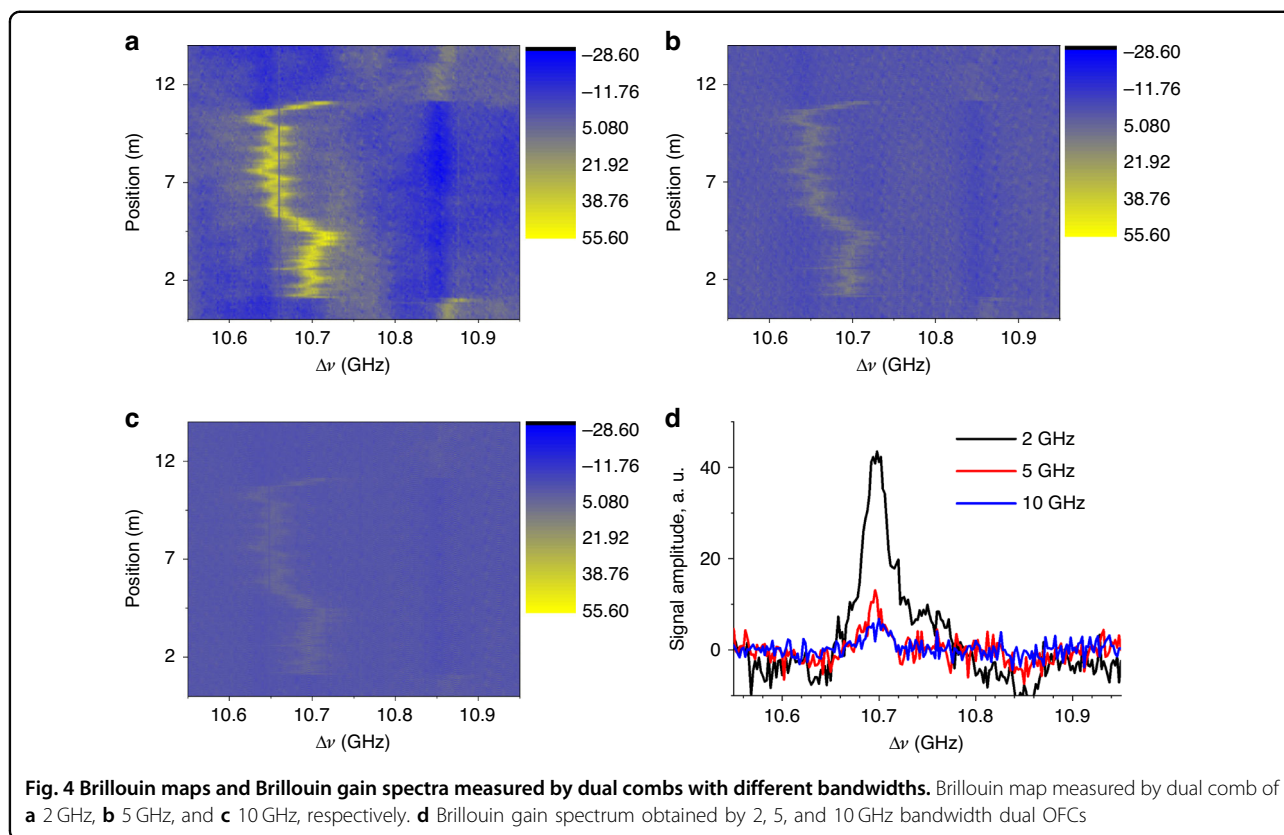 a
−28.60
−11.76
5.080
21.92
38.76
55.60
12
7
2
Position (m)
10.6 10.7 10.8 10.9
Δν (GHz)
b
−28.60
−11.76
5.080
21.92
38.76
55.60
12
7
2
Position (m)
10.6 10.7 10.8 10.9
Δν (GHz)
c
−28.60
−11.76
5.080
21.92
38.76
55.60
12
7
2
Position (m)
10.6 10.7 10.8 10.9
Δν (GHz)
d
2 GHz
5 GHz
10 GHz
40
20
0
Signal amplitude, a. u.
10.6 10.7 10.8 10.9
Δν (GHz)
Fig. 4 Brillouin maps and Brillouin gain spectra measured by dual combs with different bandwidths. Brillouin map measured by dual comb of
a 2 GHz, b 5 GHz, and c 10 GHz, respectively. d Brillouin gain spectrum obtained by 2, 5, and 10 GHz bandwidth dual OFCs